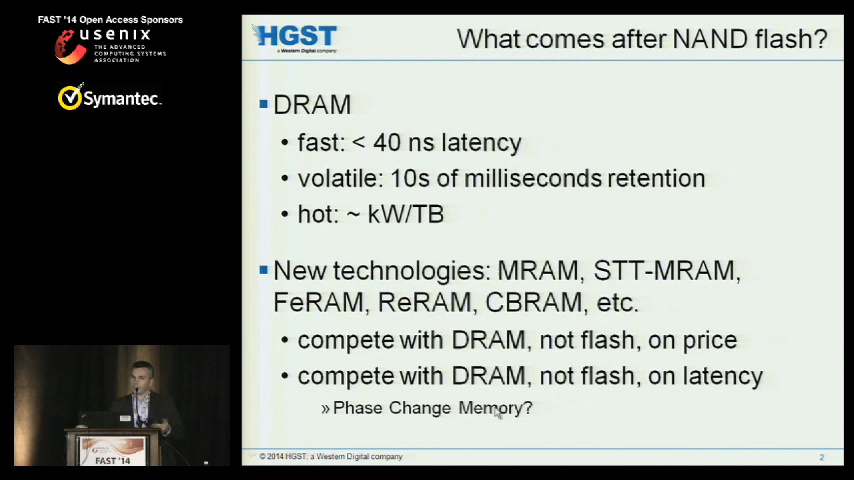 FAST '14 Open Access Sponsors
usenix
THE ADVANCED
COMPUTING SYSTEMS
ASSOCIATION
Symantec.
HGST
a Western Digital company
What comes after NAND flash?
DRAM
• fast: < 40 ns latency
• volatile: 10s of milliseconds retention
• hot: ~ kW/TB
New technologies: MRAM, STT-MRAM,
FeRAM, ReRAM, CBRAM, etc.
• compete with DRAM, not flash, on price
• compete with DRAM, not flash, on latency
» Phase Change Memory?
© 2014 HGST, a Western Digital company
2
FAST '14